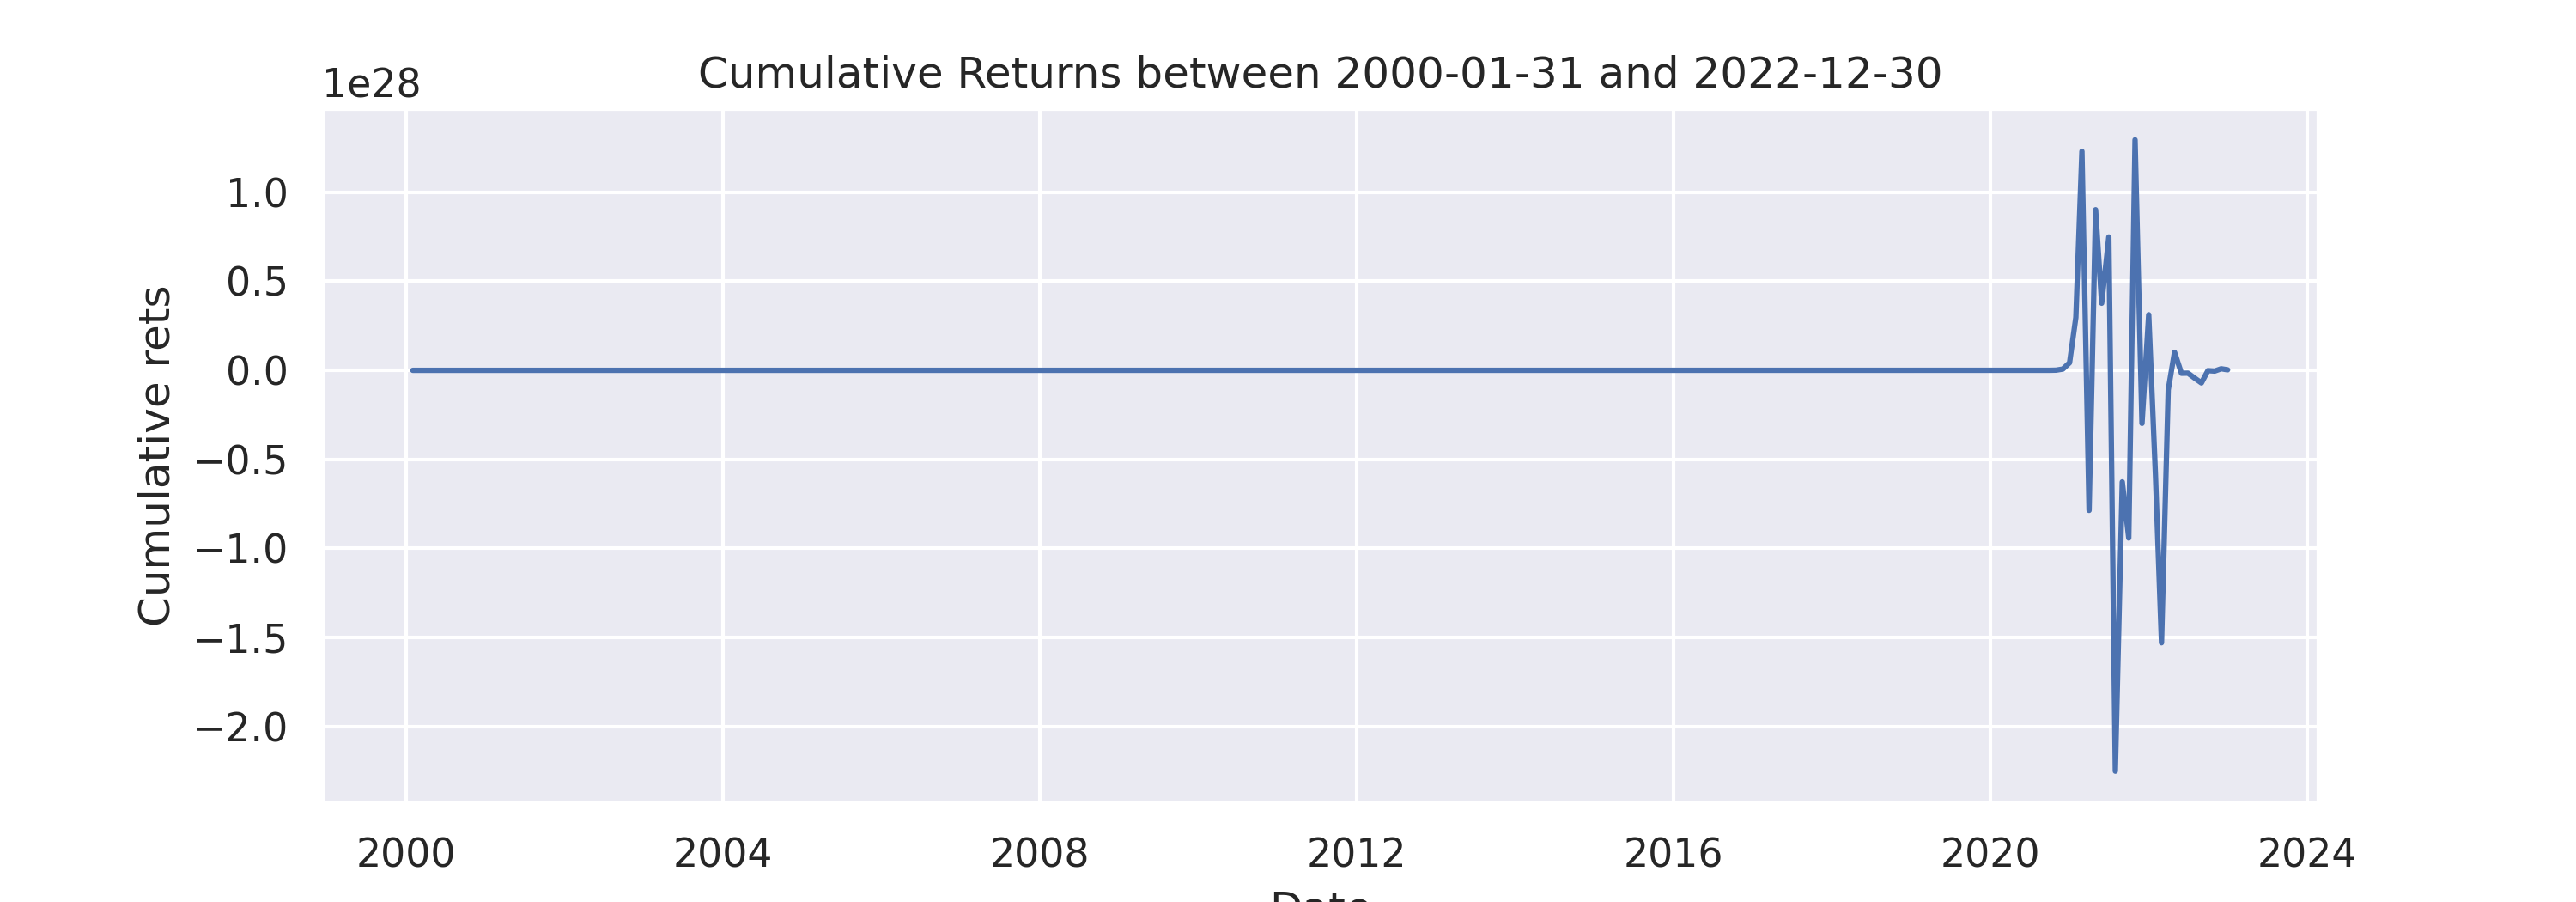 Cumulative Returns between 2000-01-31 and 2022-12-30
1e28
1.0
0.5
0.0
−0.5
−1.0
−1.5
−2.0
Cumulative rets
2000 2004 2008 2012 2016 2020 2024
Date